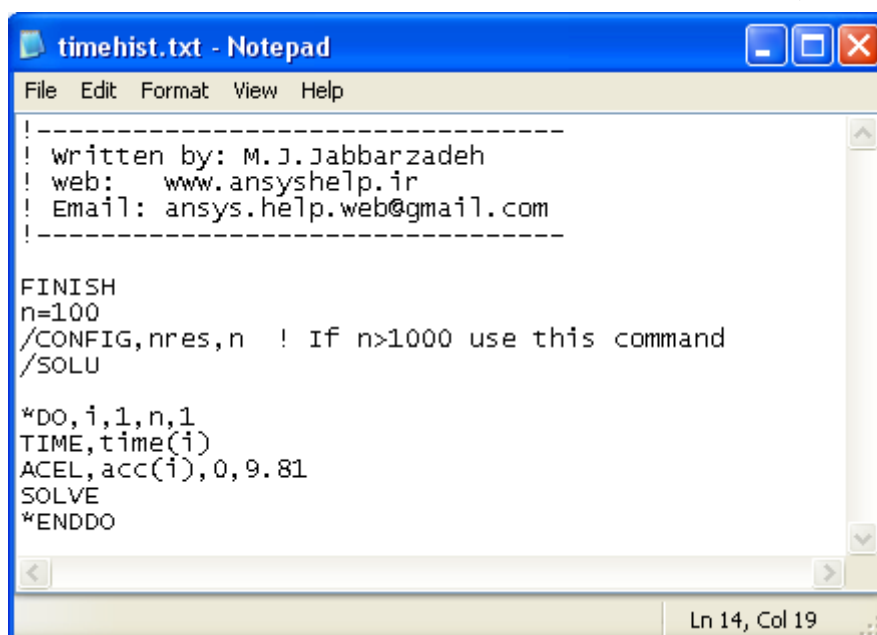 timehist.txt - Notepad
File Edit Format View Help
!---------------------------------
! Written by: M.J.Jabbarzadeh
! web:   www.ansyshelp.ir
! Email: ansys.help.web@gmail.com
!---------------------------------
FINISH
n=100
/CONFIG,nres,n  ! If n>1000 use this command
/SOLU
*DO,i,1,n,1
TIME,time(i)
ACEL,acc(i),0,9.81
SOLVE
*ENDDO
Ln 14, Col 19